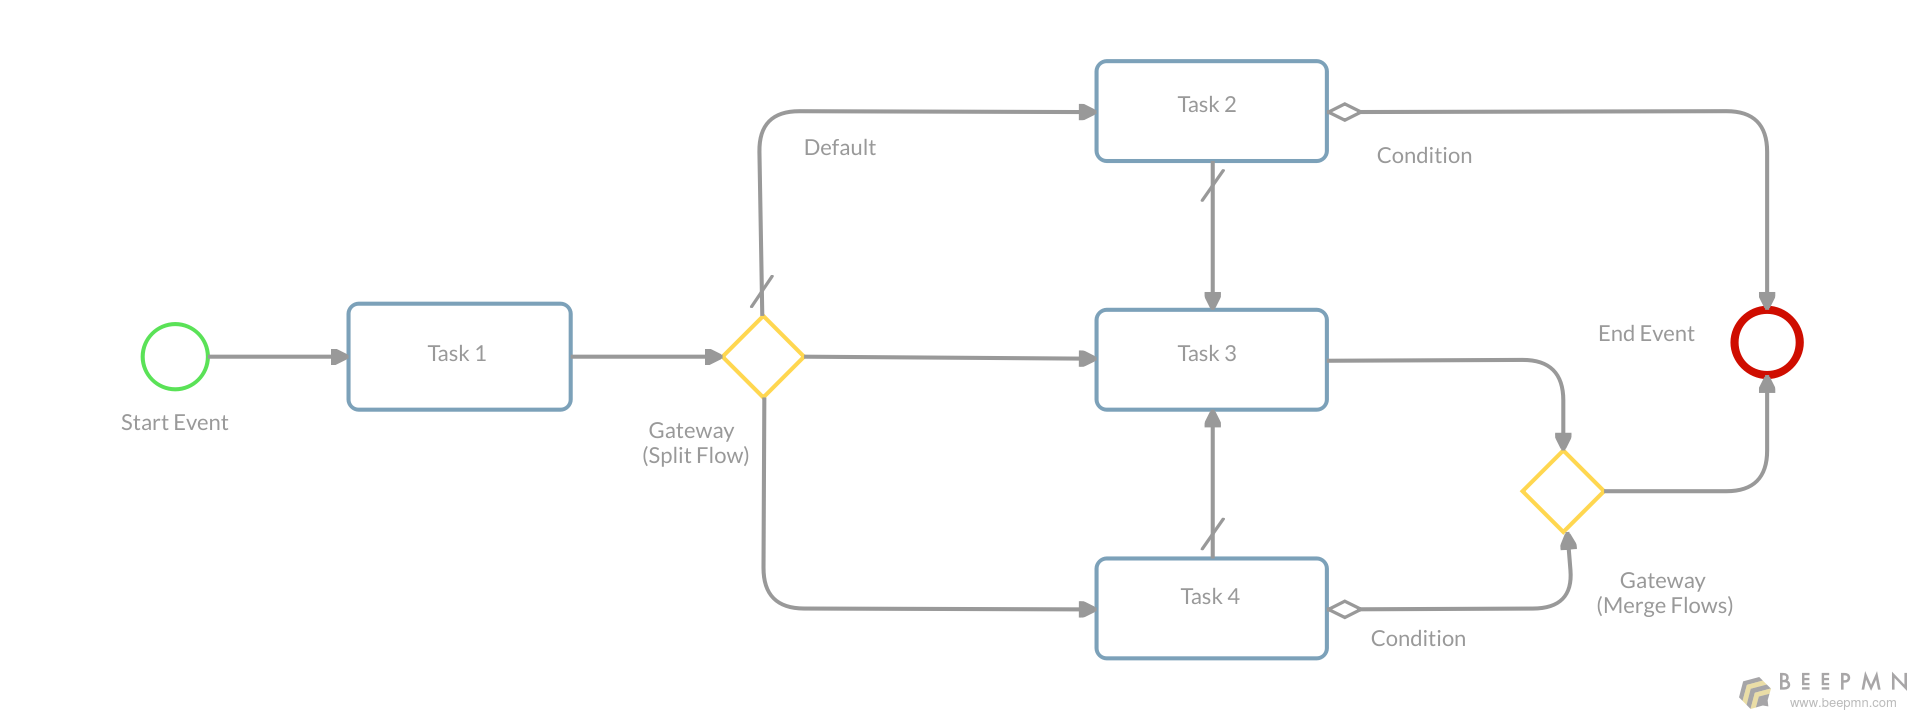 Task 2
Default
Condition
End Event
Task 1
Task 3
Start Event
Gateway
(Split Flow)
Task 4
Gateway
(Merge Flows)
Condition
BEEPMN
www.beepmn.com